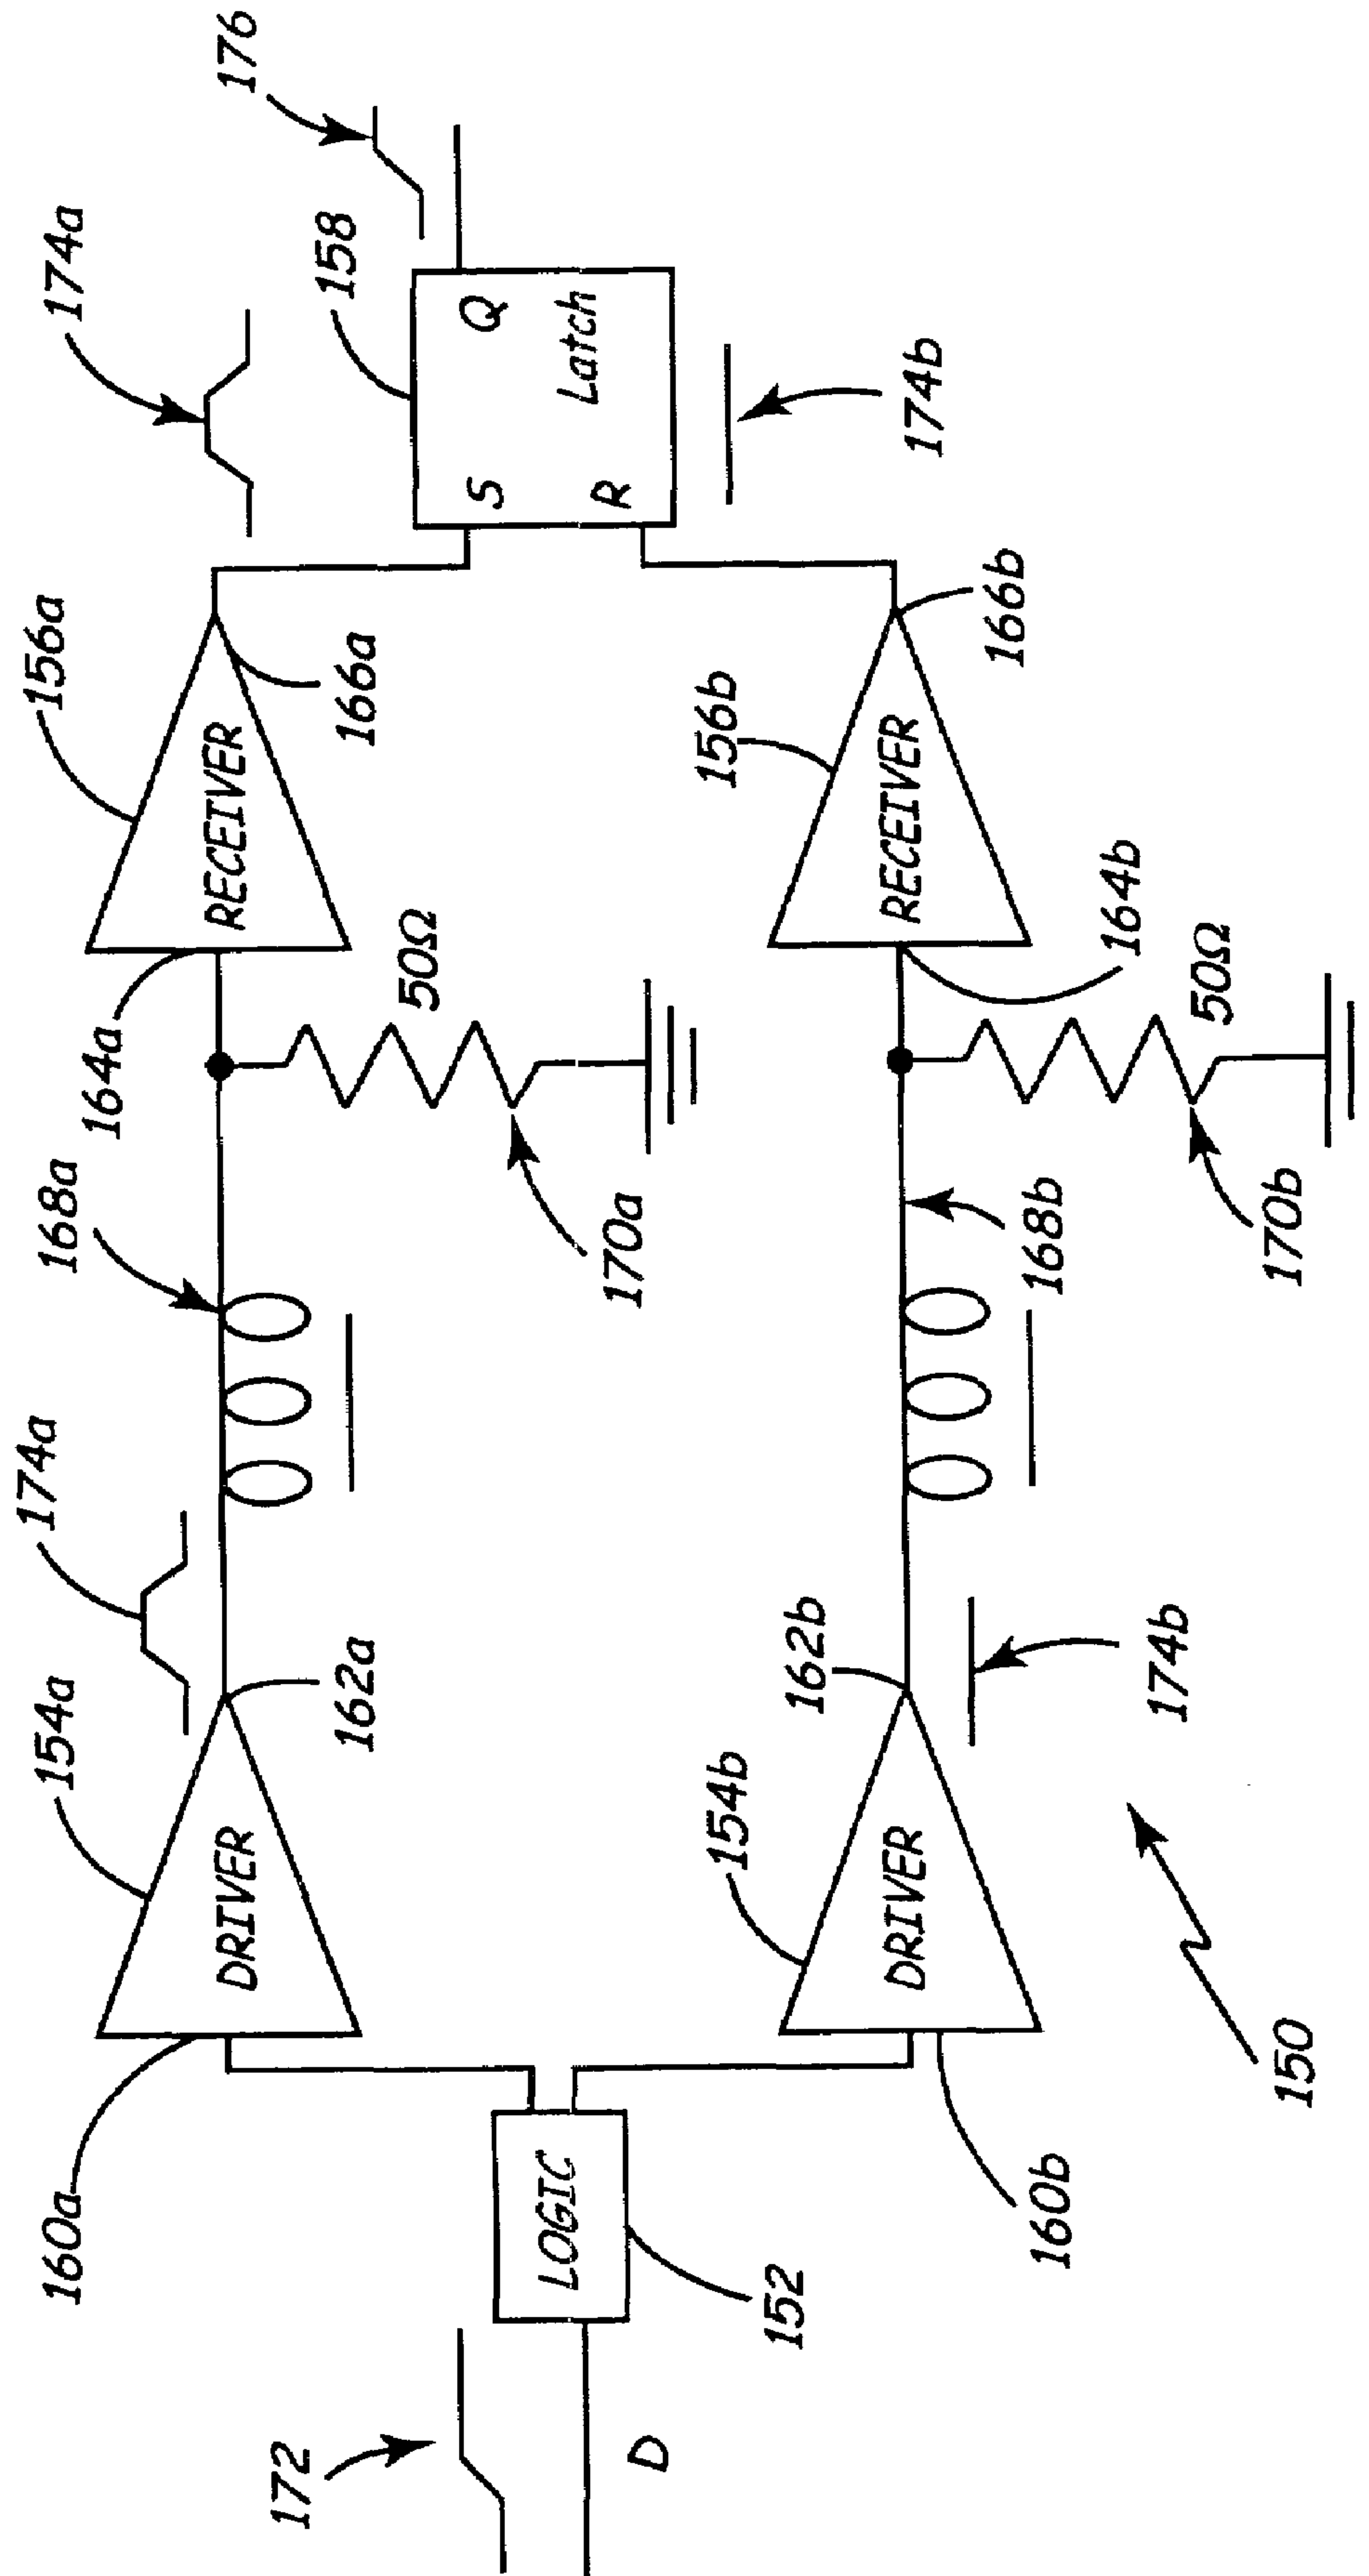 172
D
LOGIC
152
160a
DRIVER
154a
162a
174a
168a
50Ω
170a
164a
RECEIVER
156a
166a
174a
160b
DRIVER
154b
162b
174b
168b
50Ω
170b
164b
RECEIVER
156b
166b
174b
S
R
Q
Latch
158
176
150